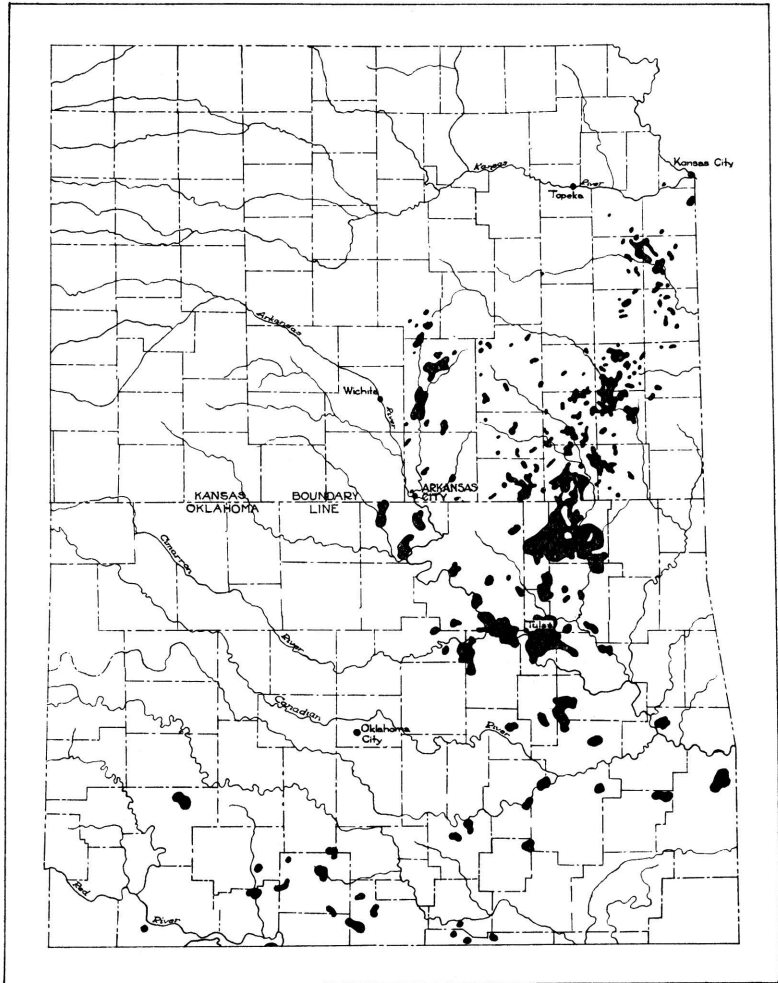 Kansas City
Kansas
River
Topeka
Arkansas
River
Wichita
ARKANSAS
CITY
KANSAS BOUNDARY
OKLAHOMA LINE
Cimarron
River
Tulsa
Canadian
River
Oklahoma
City
Red
River